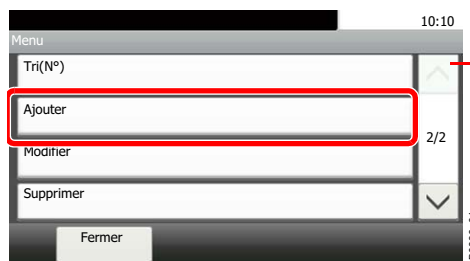 10:10
Menu
Tri(N°)
Ajouter
2/2
Modifier
Supprimer
Fermer